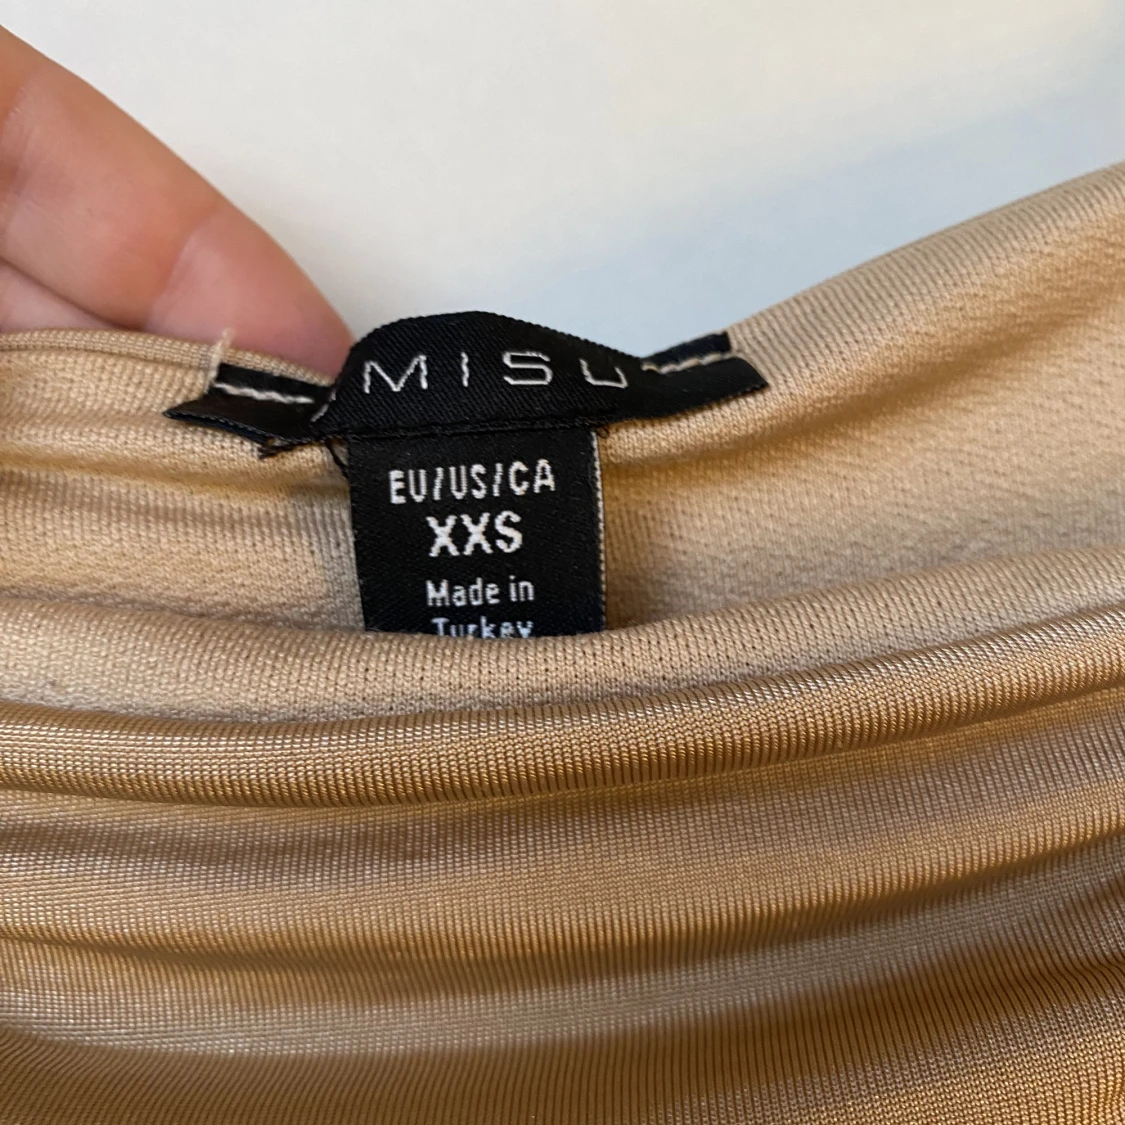 MISU
EU/US/CA
XXS
Made in
Turkey